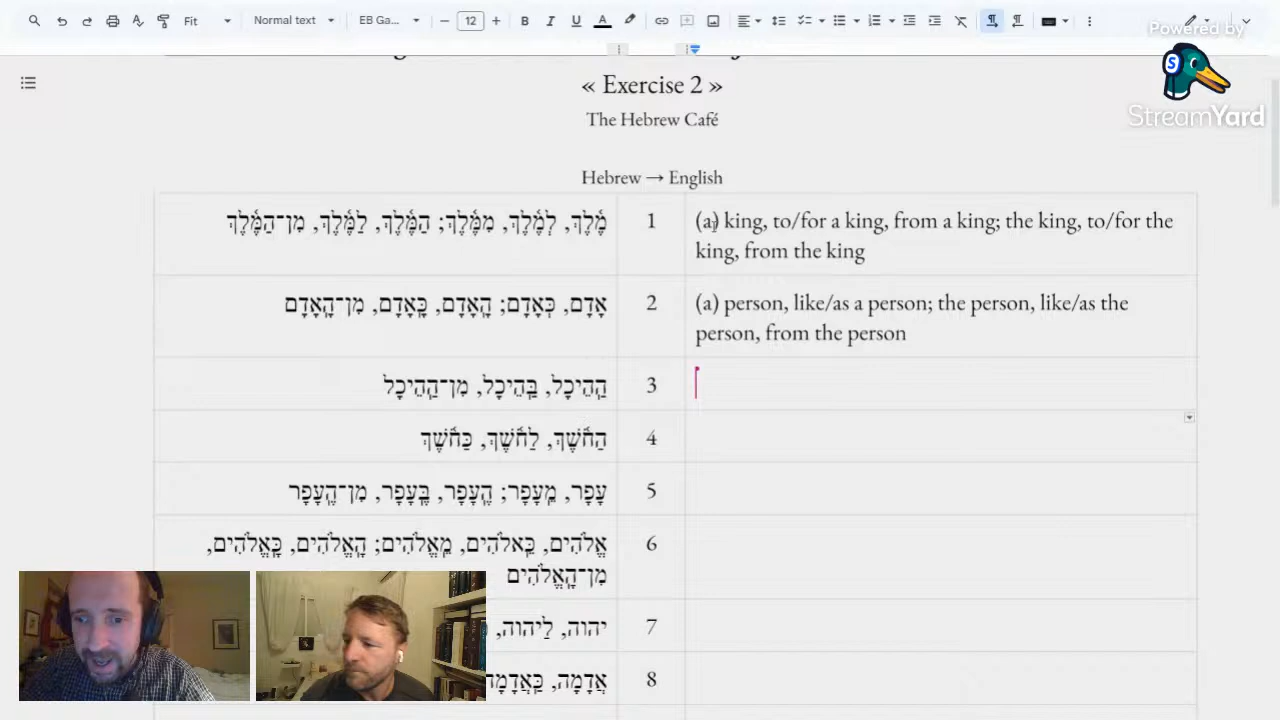 Powered by
StreamYard
Fit
Normal text
EB Ga...
12
« Exercise 2 »
The Hebrew Café
Hebrew → English
מֶ֫לֶךְ, לְמֶ֫לֶךְ, מִמֶּ֫לֶךְ; הַמֶּ֫לֶךְ, לַמֶּ֫לֶךְ, מִן־הַמֶּ֫לֶךְ
1
(a) king, to/for a king, from a king; the king, to/for the
king, from the king
אָדָם, כְּאָדָם; הָאָדָם, כָּאָדָם, מִן־הָאָדָם
2
(a) person, like/as a person; the person, like/as the
person, from the person
הַהֵיכָל, בַּהֵיכָל, מִן־הַהֵיכָל
3
הַחֹ֫שֶׁךְ, לַחֹ֫שֶׁךְ, כַּחֹ֫שֶׁךְ
4
עָפָר, מֵעָפָר; הֶעָפָר, בֶּעָפָר, מִן־הֶעָפָר
5
אֱלֹהִים, כֵּאלֹהִים, מֵאֱלֹהִים; הָאֱלֹהִים, כָּאֱלֹהִים,
מִן־הָאֱלֹהִים
6
יהוה, לַיהוה,
7
אֲדָמָה, כַּאֲדָמָה
8